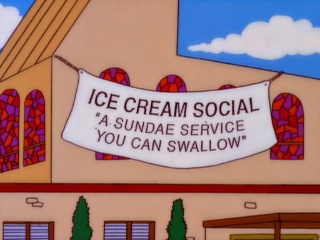 ICE CREAM SOCIAL
"A SUNDAE SERVICE
YOU CAN SWALLOW"